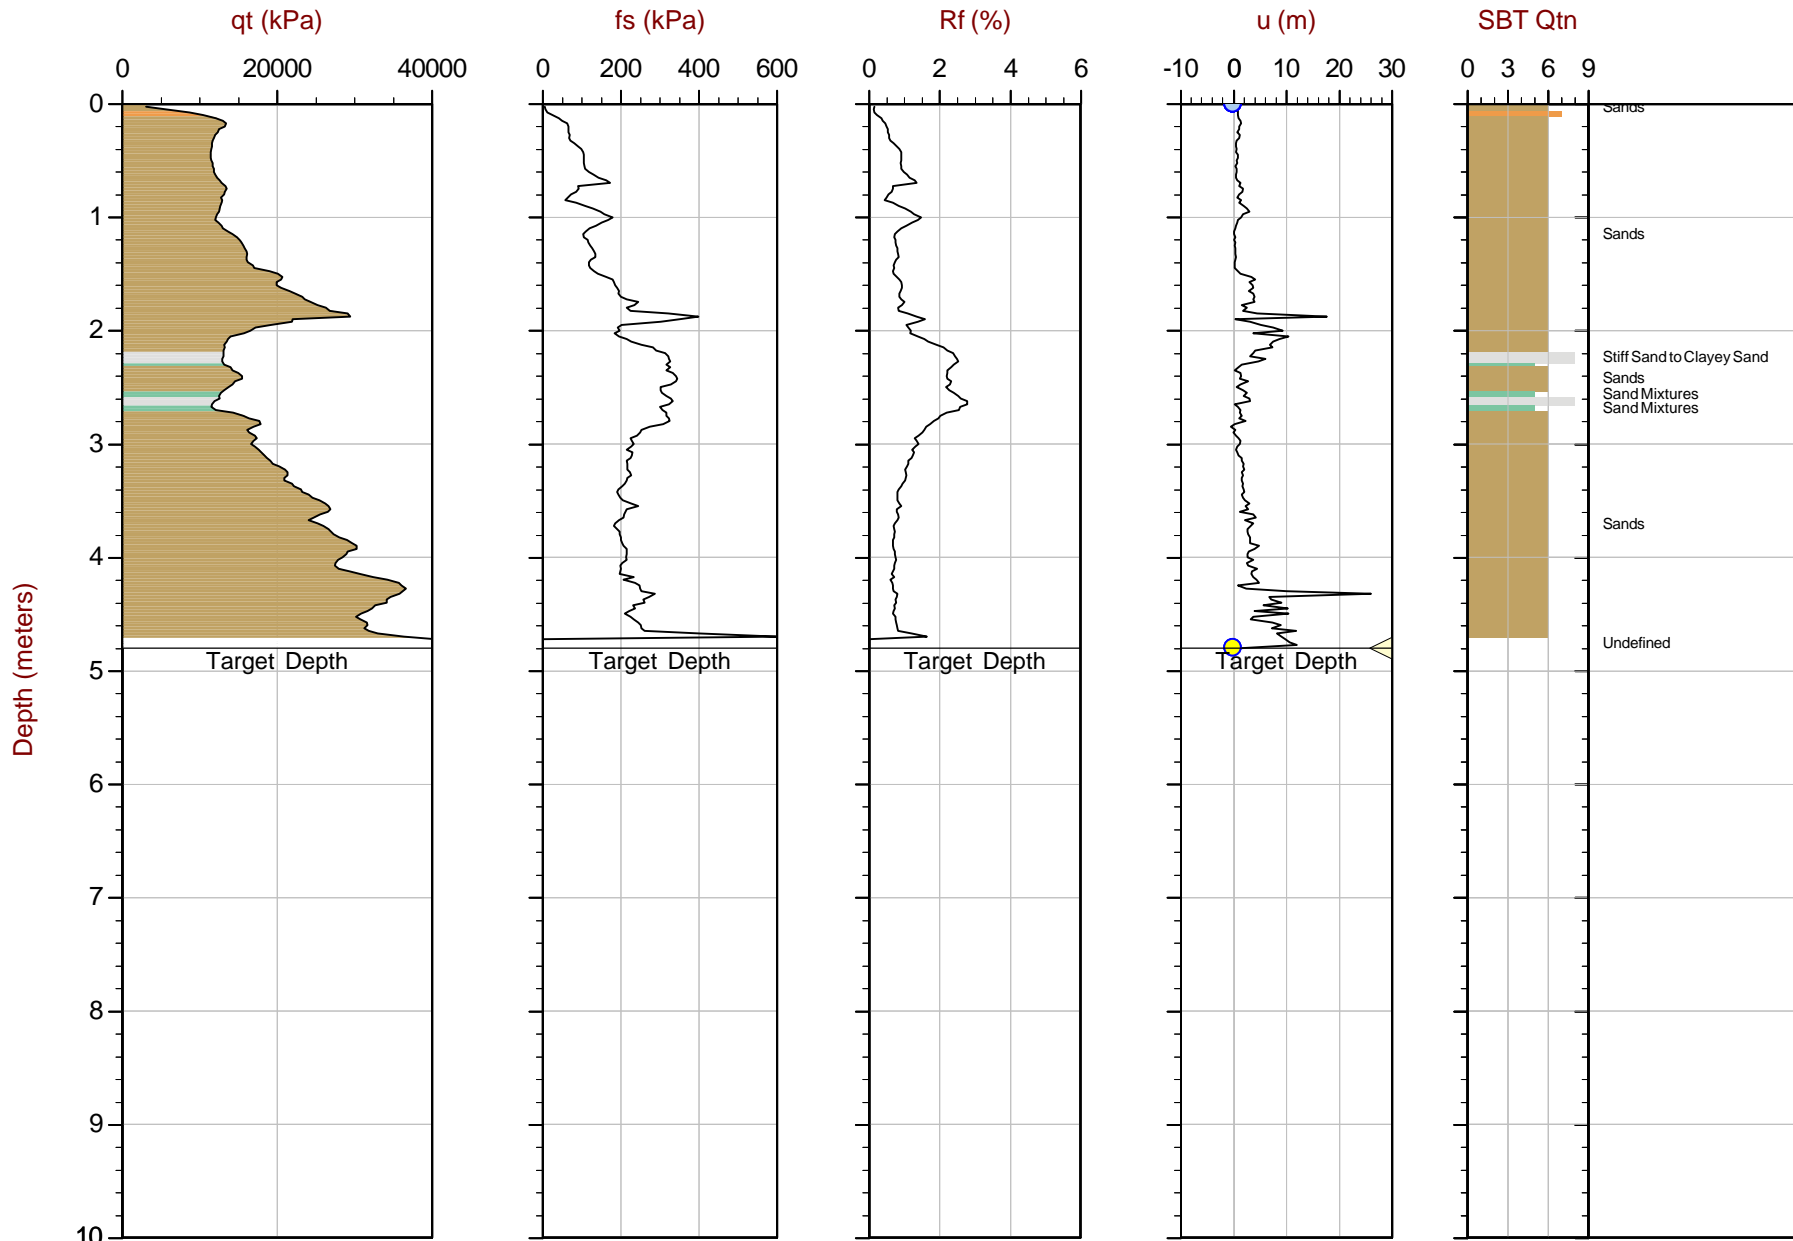 qt (kPa) fs (kPa) Rf (%) u (m) SBT Qtn
0 20000 40000 0 200 400 600 0 2 4 6 -10 0 10 20 30 0 3 6 9
0
Sands
1
Sands
2
Stiff Sand to Clayey Sand
Sands
Sand Mixtures
Sand Mixtures
3
Sands
4
Undefined
Target Depth Target Depth Target Depth Target Depth
5
Depth (meters)
6
7
8
9
10